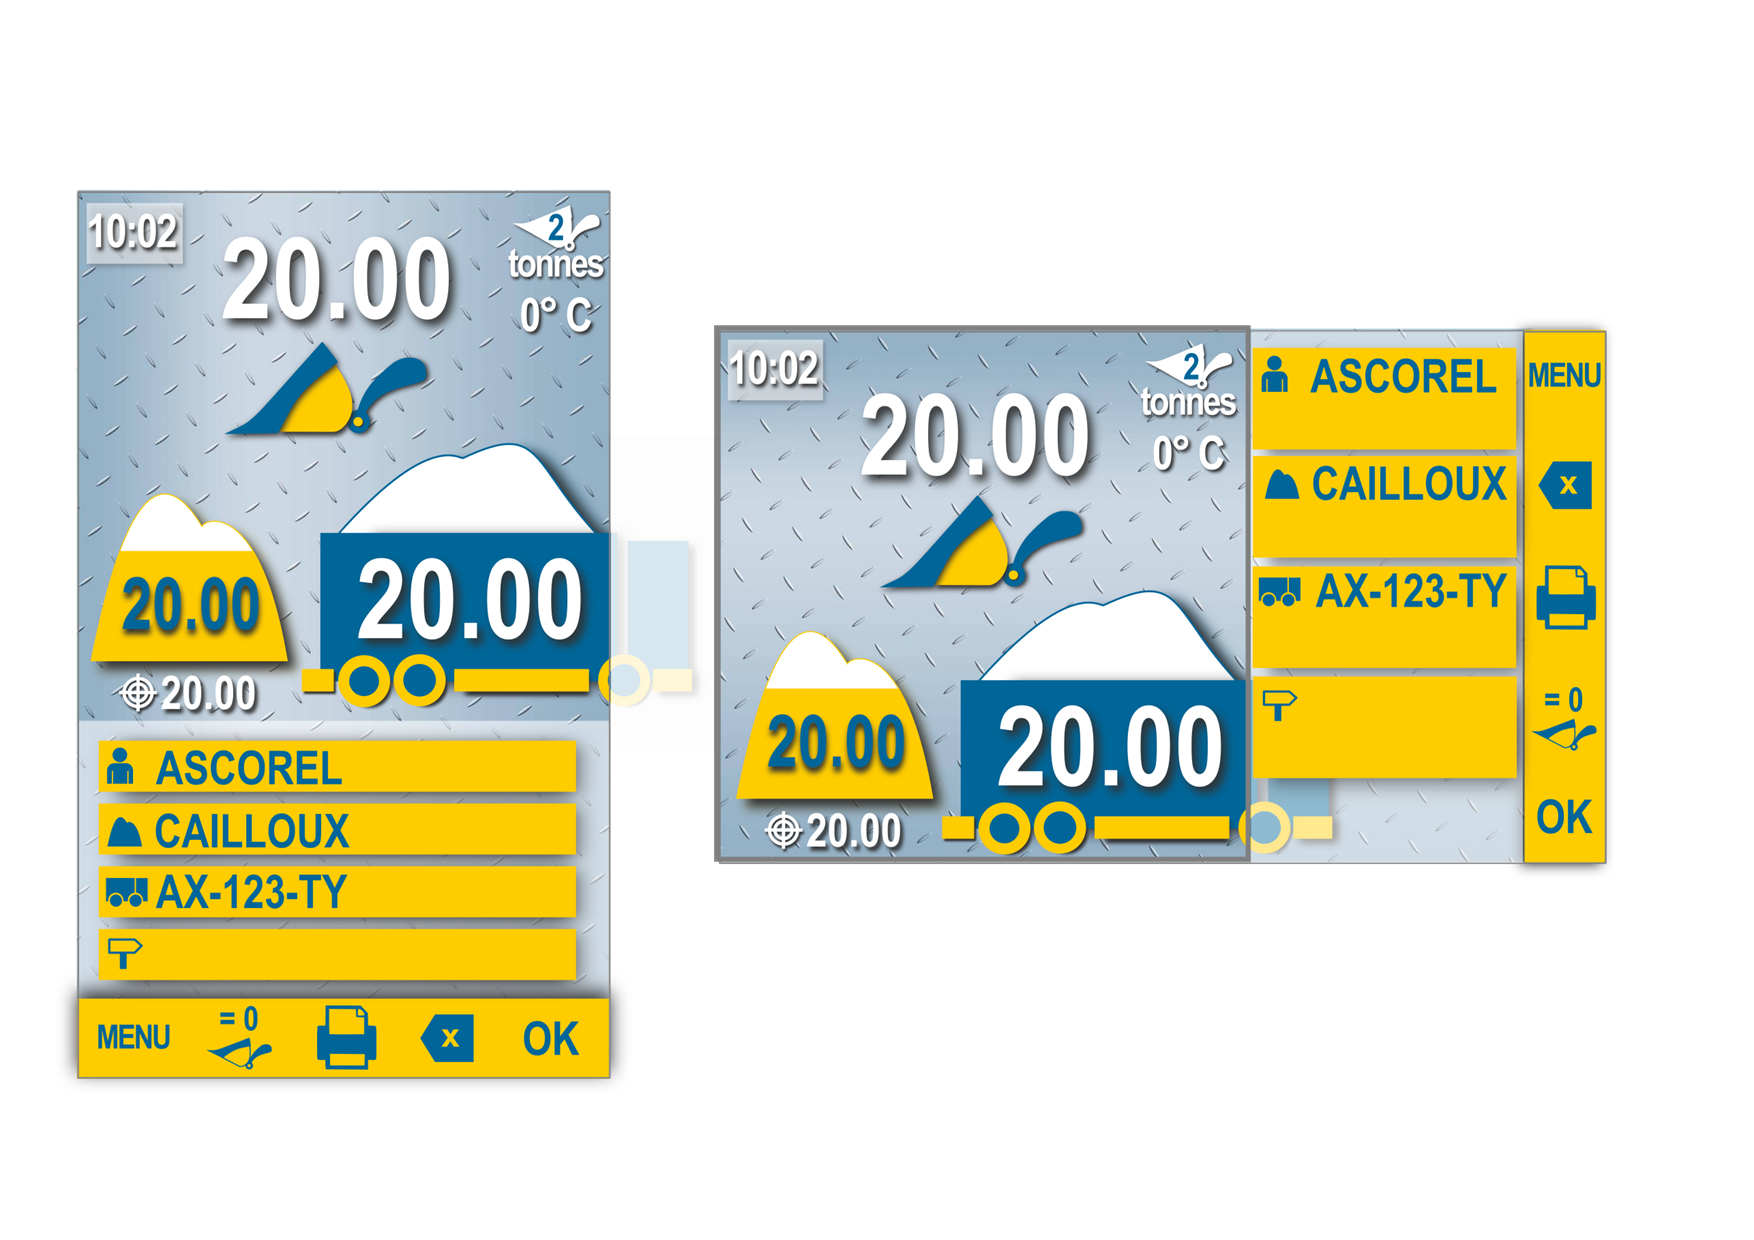 10:02
2
tonnes
20.00
0° C
20.00
20.00
20.00
ASCOREL
CAILLOUX
AX-123-TY
MENU
= 0
x
OK
10:02
2
tonnes
20.00
0° C
20.00
20.00
20.00
ASCOREL
CAILLOUX
AX-123-TY
MENU
x
= 0
OK